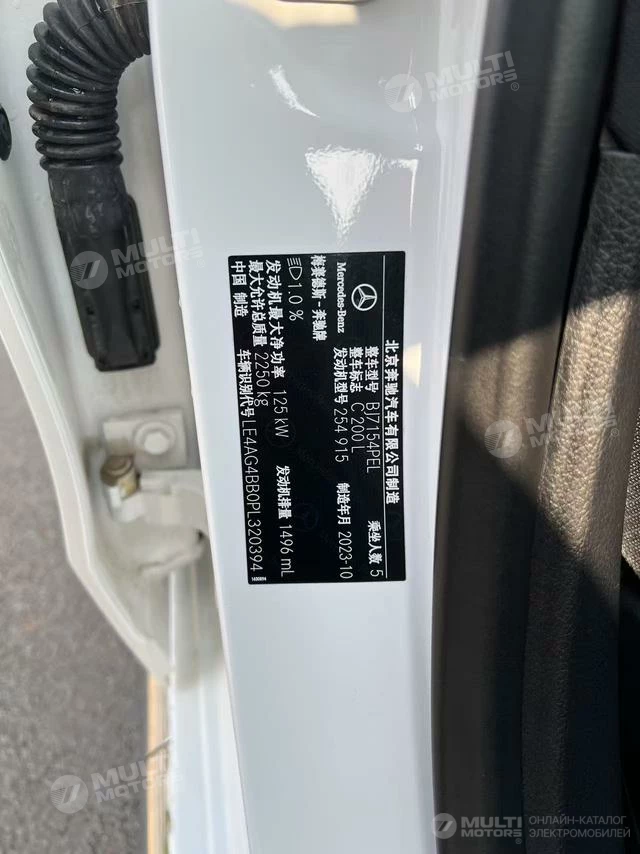 北京奔驰汽车有限公司制造
Mercedes-Benz
梅赛德斯-奔驰牌
整车型号 BJ7154PEL
乘坐人数 5
整车标志 C 200 L
发动机型号 254 915
制造年月 2023-10
1.0 %
发动机最大净功率 125 kW
发动机排量 1496 mL
最大允许总质量 2250 kg
中国 制造
车辆识别代号 LE4AG4BB0PL320394
MULTI MOTORS®
MULTI MOTORS®
MULTI MOTORS®
MULTI MOTORS®
MULTI MOTORS®
ОНЛАЙН-КАТАЛОГ
ЭЛЕКТРОМОБИЛЕЙ